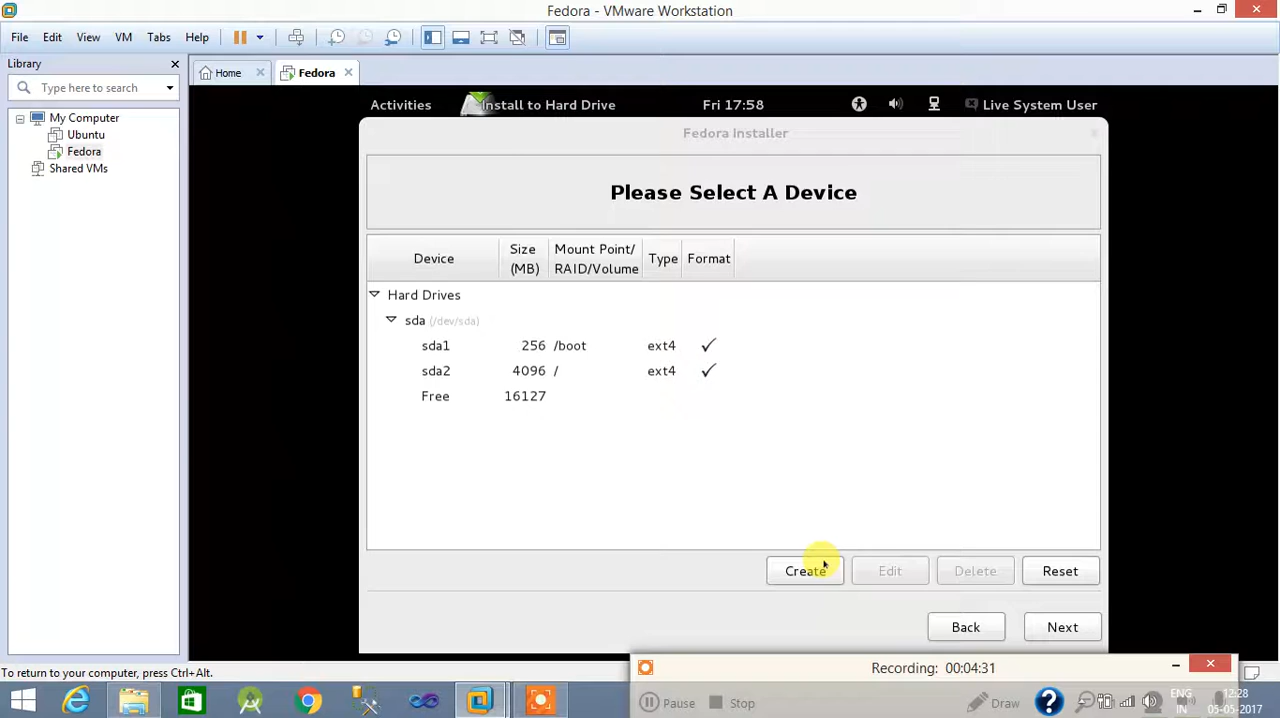 Fedora - VMware Workstation
File Edit View VM Tabs Help
Library
Type here to search
My Computer
Ubuntu
Fedora
Shared VMs
Home Fedora
Activities Install to Hard Drive Fri 17:58 Live System User
Fedora Installer
Please Select A Device
Device Size (MB) Mount Point/ RAID/Volume Type Format
Hard Drives
sda (/dev/sda)
sda1 256 /boot ext4
sda2 4096 / ext4
Free 16127
Create Edit Delete Reset
Back Next
To return to your computer, press Ctrl+Alt.
Recording: 00:04:31
Pause Stop Draw
ENG 12:28
IN 05-05-2017